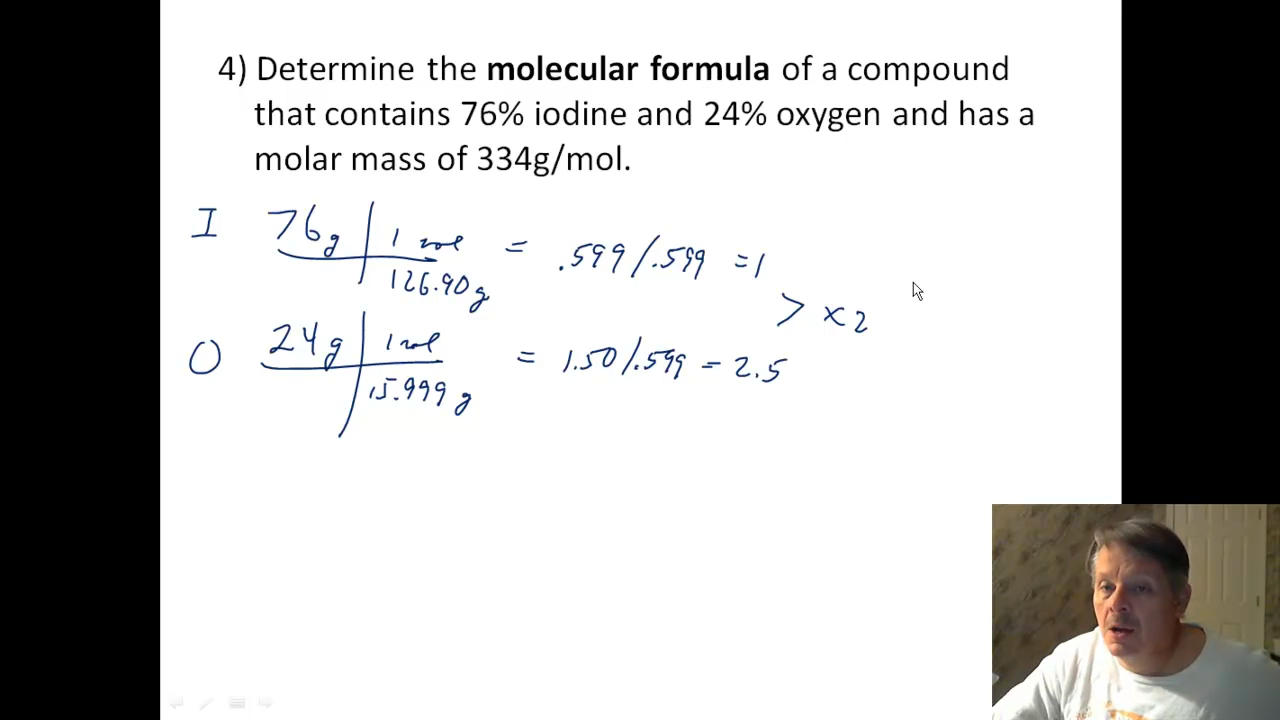 4) Determine the molecular formula of a compound
that contains 76% iodine and 24% oxygen and has a
molar mass of 334g/mol.
I 76g | 1 mol = .599/.599 = 1
126.90g
> x2
O 24g | 1 mol = 1.50/.599 = 2.5
15.999g